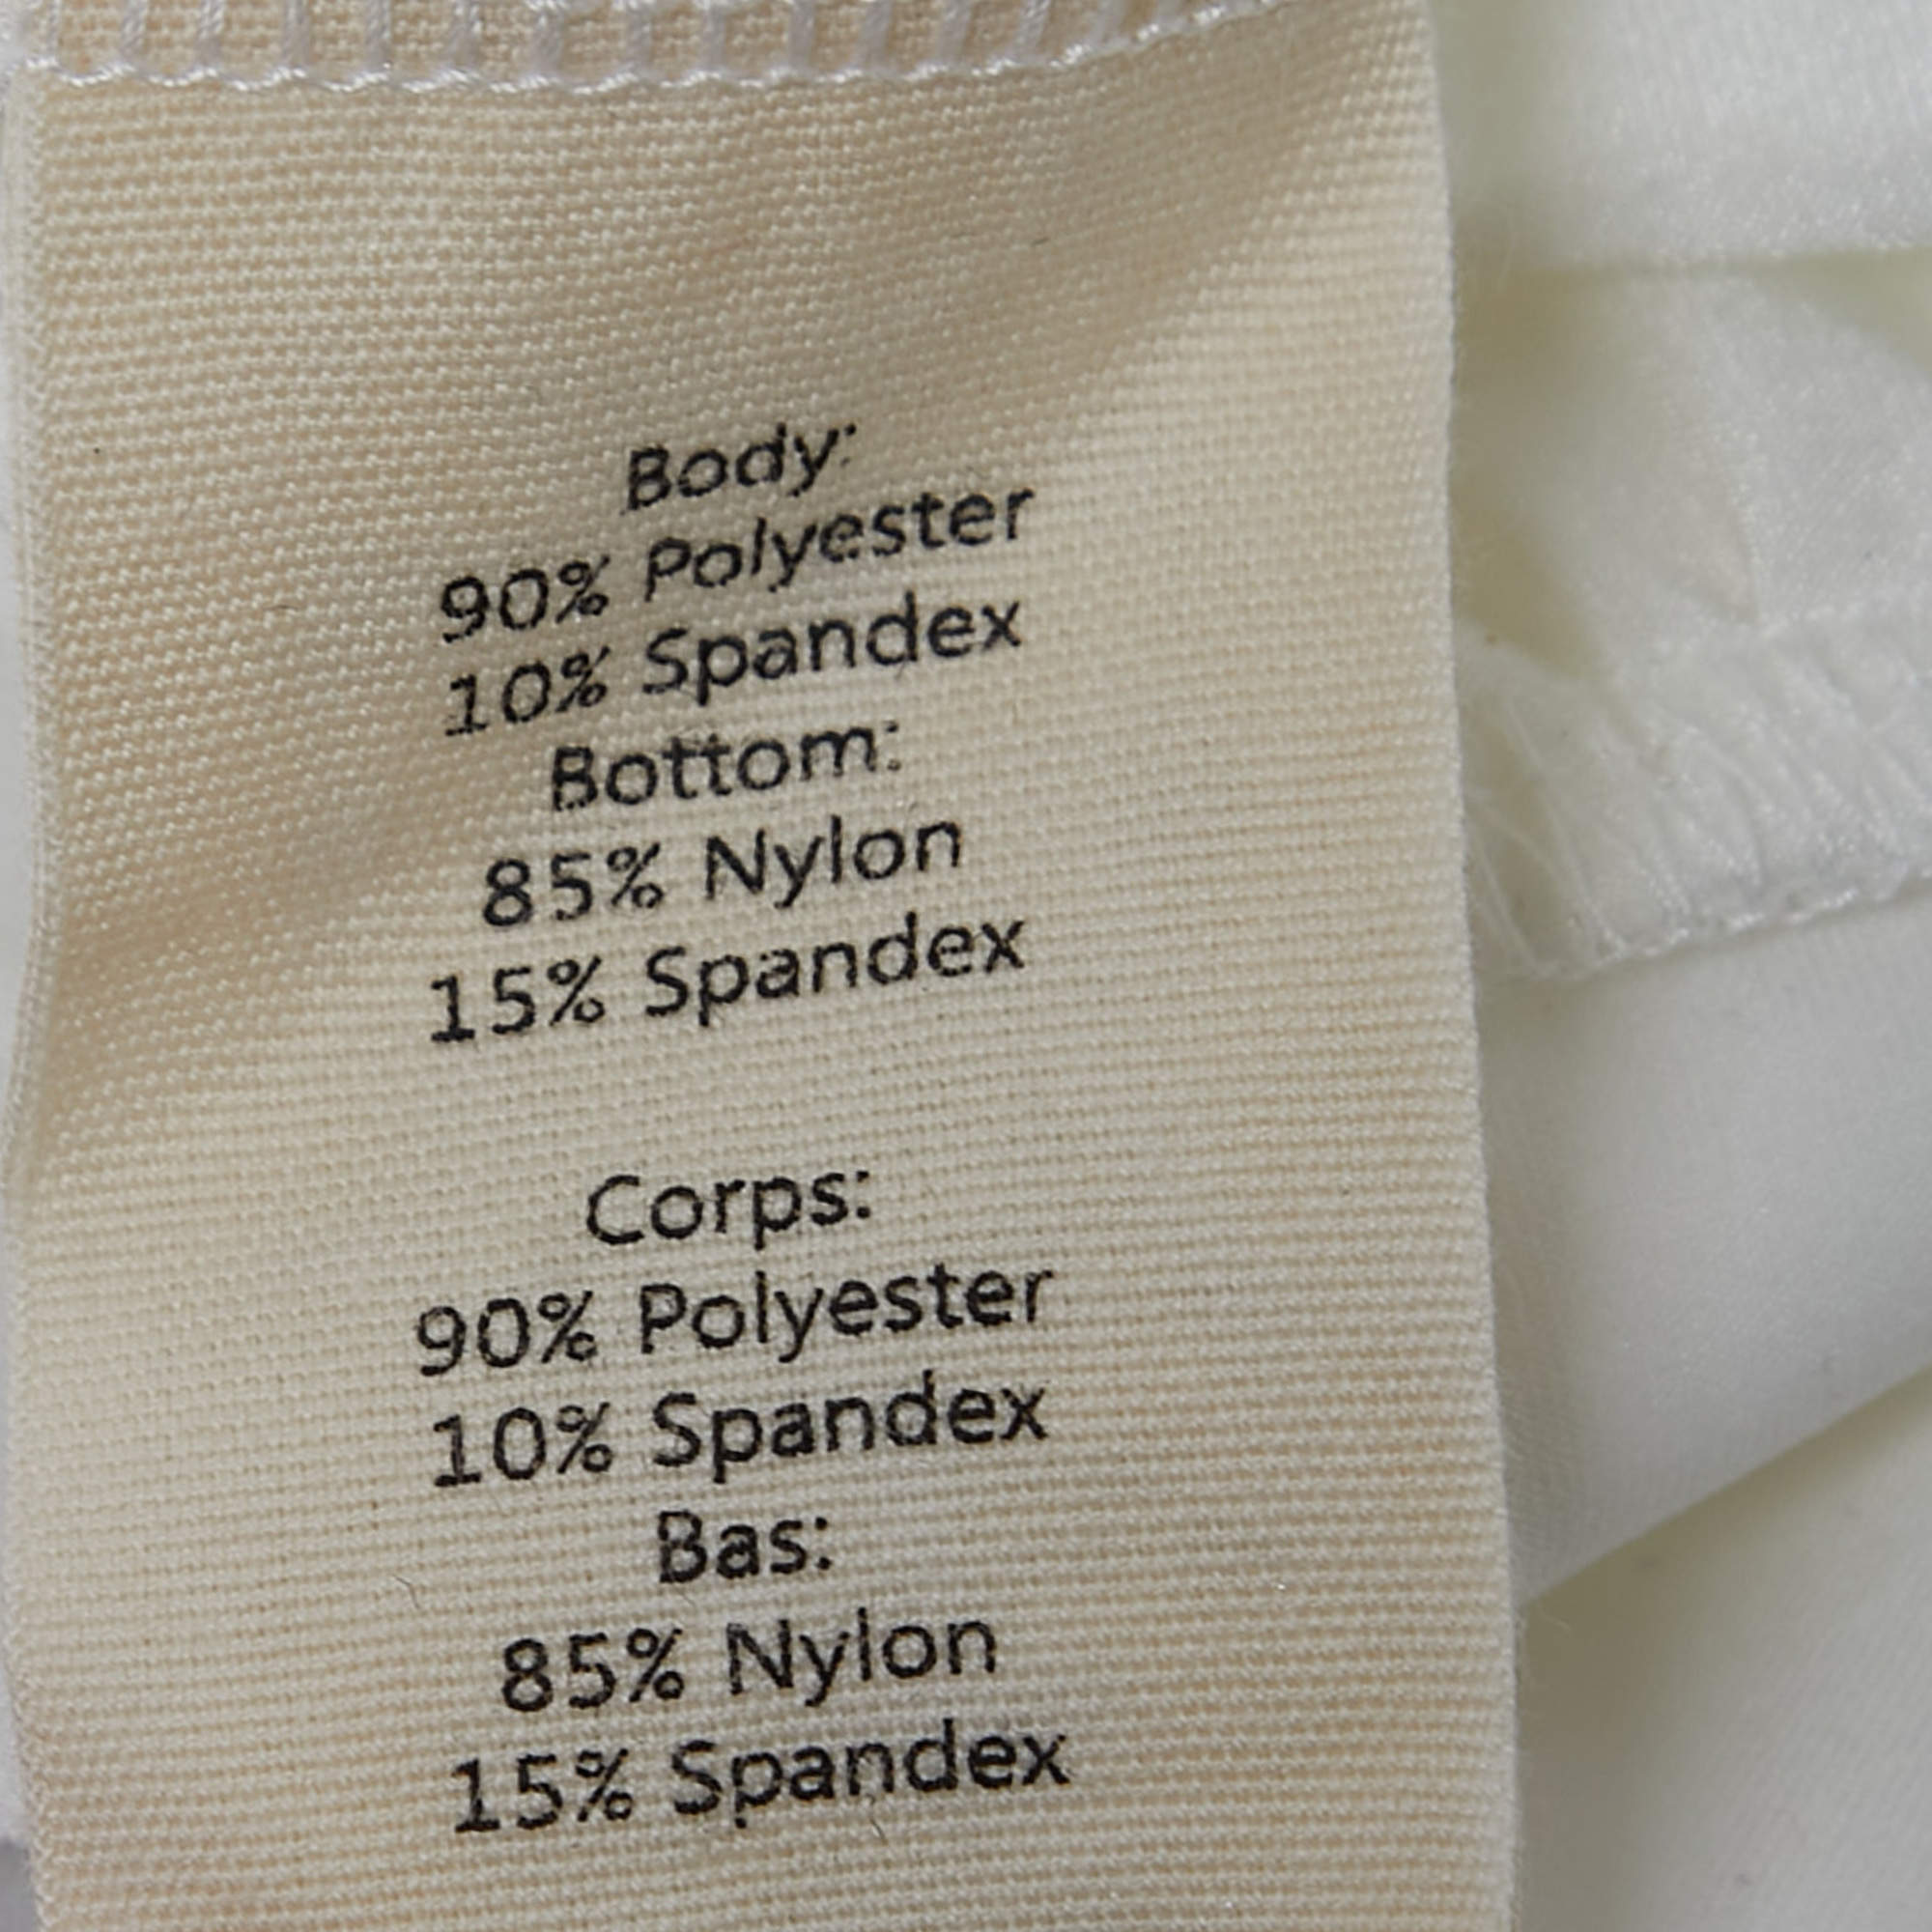 Body:
90% Polyester
10% Spandex
Bottom:
85% Nylon
15% Spandex
Corps:
90% Polyester
10% Spandex
Bas:
85% Nylon
15% Spandex